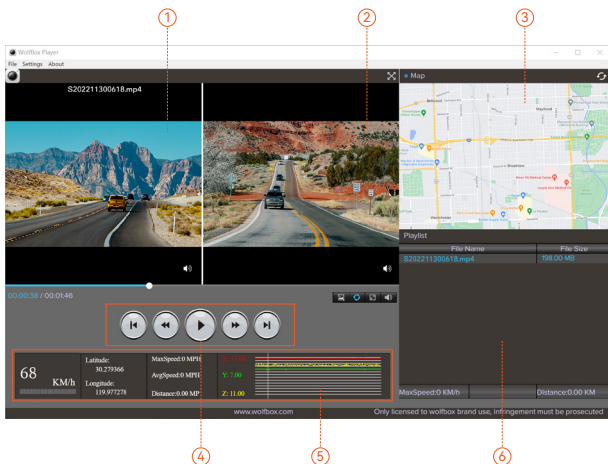 1
2
3
Wolfbox Player
File Settings About
S202211300618.mp4
Map
Maywood
Broadview
Westchester
Playlist
File Name File Size
S202211300618.mp4 198.00 MB
00:00:38 / 00:01:46
68 KM/h
Latitude:
30.279366
Longitude:
119.977278
MaxSpeed:0 MPH
AvgSpeed:0 MPH
Distance:0.00 MP
Y: 7.00
Z: 11.00
MaxSpeed:0 KM/h Distance:0.00 KM
www.wolfbox.com Only licensed to wolfbox brand use, infringement must be prosecuted
4
5
6